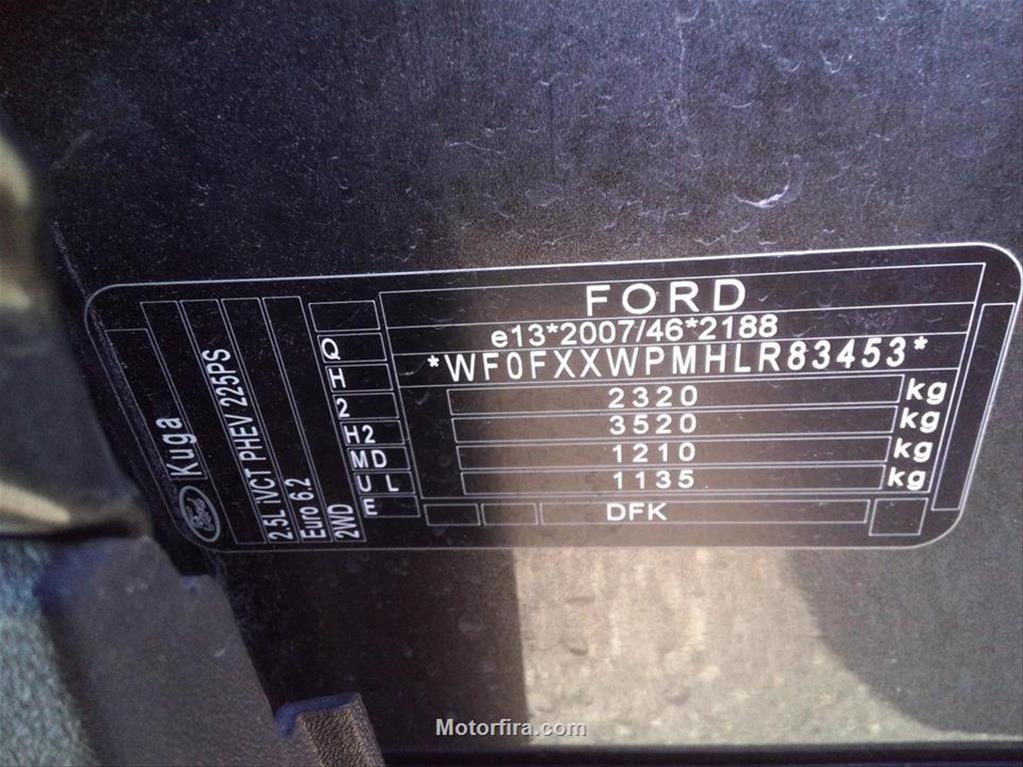 FORD
e13*2007/46*2188
*WF0FXXWPMHLR83453*
2320 kg
3520 kg
1210 kg
1135 kg
DFK
Q
H
2
H2
MD
U L
E
Ford
Kuga
2.5L iVCT PHEV 225PS
Euro 6.2
2WD
Motorfira.com